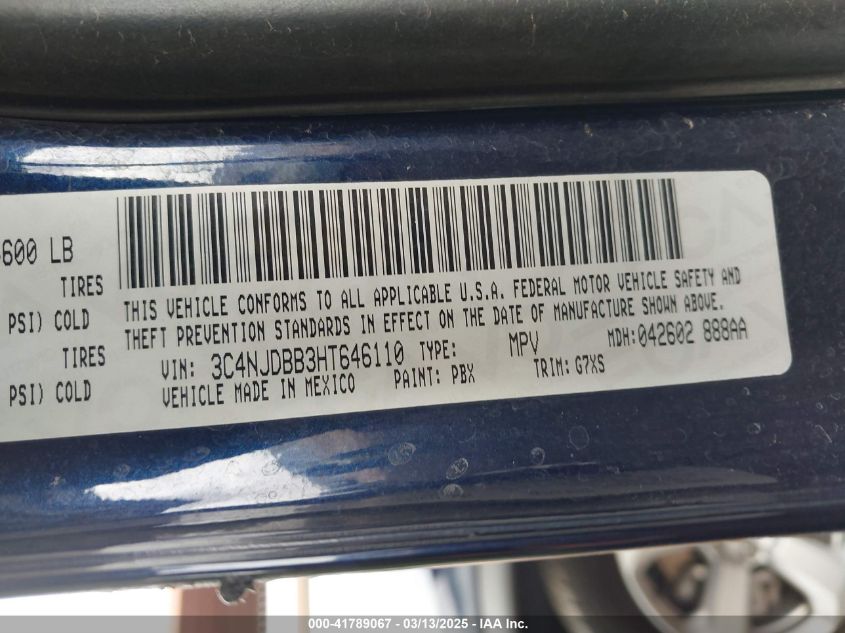 600 LB
TIRES
PSI) COLD
TIRES
PSI) COLD
THIS VEHICLE CONFORMS TO ALL APPLICABLE U.S.A. FEDERAL MOTOR VEHICLE SAFETY AND
THEFT PREVENTION STANDARDS IN EFFECT ON THE DATE OF MANUFACTURE SHOWN ABOVE.
VIN: 3C4NJDBB3HT646110 TYPE: MPV MDH:042602 888AA
VEHICLE MADE IN MEXICO PAINT: PBX TRIM: G7XS
000-41789067 - 03/13/2025 - IAA Inc.